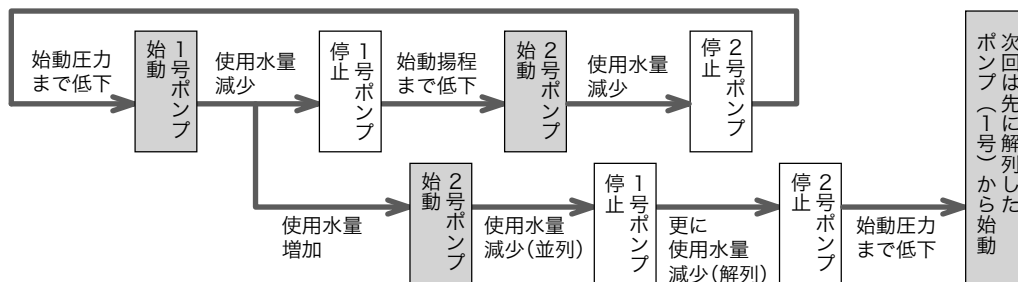 始動圧力
まで低下
1号ポンプ
始動
使用水量
減少
1号ポンプ
停止
始動揚程
まで低下
2号ポンプ
始動
使用水量
減少
2号ポンプ
停止
使用水量
増加
2号ポンプ
始動
使用水量
減少(並列)
1号ポンプ
停止
更に
使用水量
減少(解列)
2号ポンプ
停止
始動圧力
まで低下
次回は先に解列した
ポンプ(1号)から始動